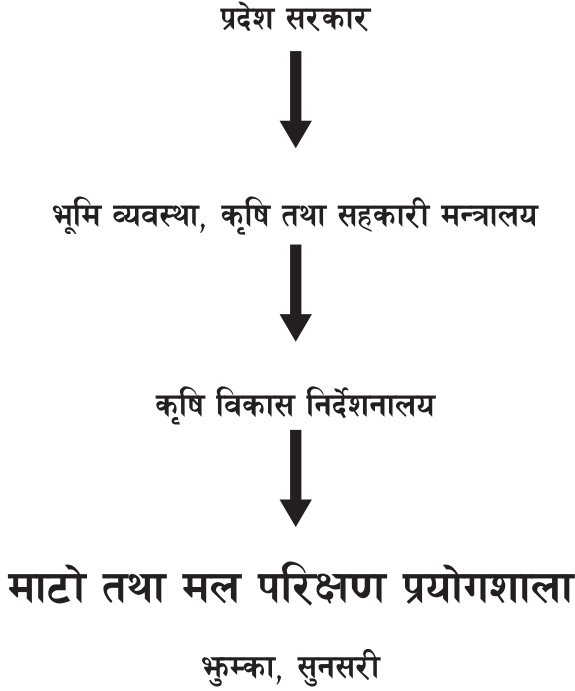 प्रदेश सरकार
भूमि व्यवस्था, कृषि तथा सहकारी मन्त्रालय
कृषि विकास निर्देशनालय
माटो तथा मल परिक्षण प्रयोगशाला
झुम्का, सुनसरी